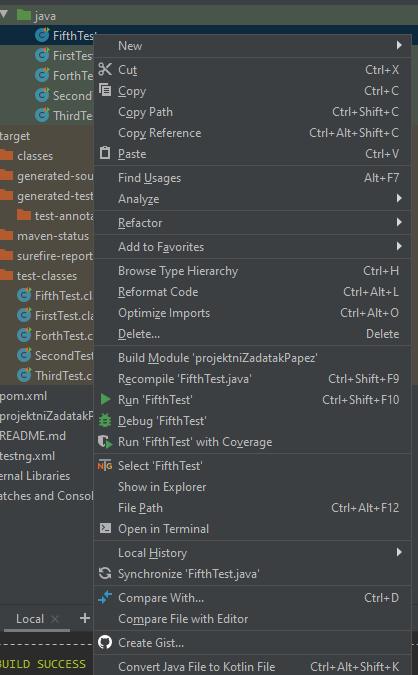 java
FifthTest
New
FirstTest
Cut Ctrl+X
ForthTe
Copy Ctrl+C
Second
Copy Path Ctrl+Shift+C
ThirdTe
Copy Reference Ctrl+Alt+Shift+C
target
Paste Ctrl+V
classes
generated-sou
Find Usages Alt+F7
generated-test
Analyze
test-annota
Refactor
maven-status
Add to Favorites
surefire-report
Browse Type Hierarchy Ctrl+H
test-classes
Reformat Code Ctrl+Alt+L
FifthTest.cl
Optimize Imports Ctrl+Alt+O
FirstTest.cla
Delete... Delete
ForthTest.c
Build Module 'projektniZadatakPapez'
SecondTest
Recompile 'FifthTest.java' Ctrl+Shift+F9
ThirdTest.c
Run 'FifthTest' Ctrl+Shift+F10
pom.xml
Debug 'FifthTest'
projektniZadatakP
README.md
Run 'FifthTest' with Coverage
testng.xml
NTG Select 'FifthTest'
ernal Libraries
Show in Explorer
atches and Consol
File Path Ctrl+Alt+F12
Open in Terminal
Local History
Synchronize 'FifthTest.java'
Compare With... Ctrl+D
Local × +
Compare File with Editor
Create Gist...
BUILD SUCCESS
Convert Java File to Kotlin File Ctrl+Alt+Shift+K